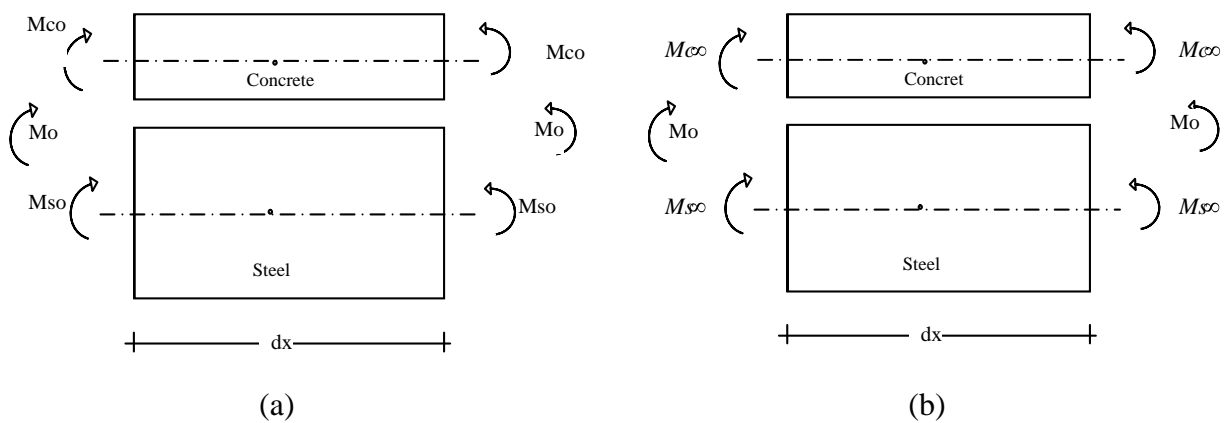 Mco
Mco
Concrete
Mo
Mo
Mso
Mso
Steel
dx
(a)
Mc∞
Mc∞
Concret
Mo
Mo
Ms∞
Ms∞
Steel
dx
(b)